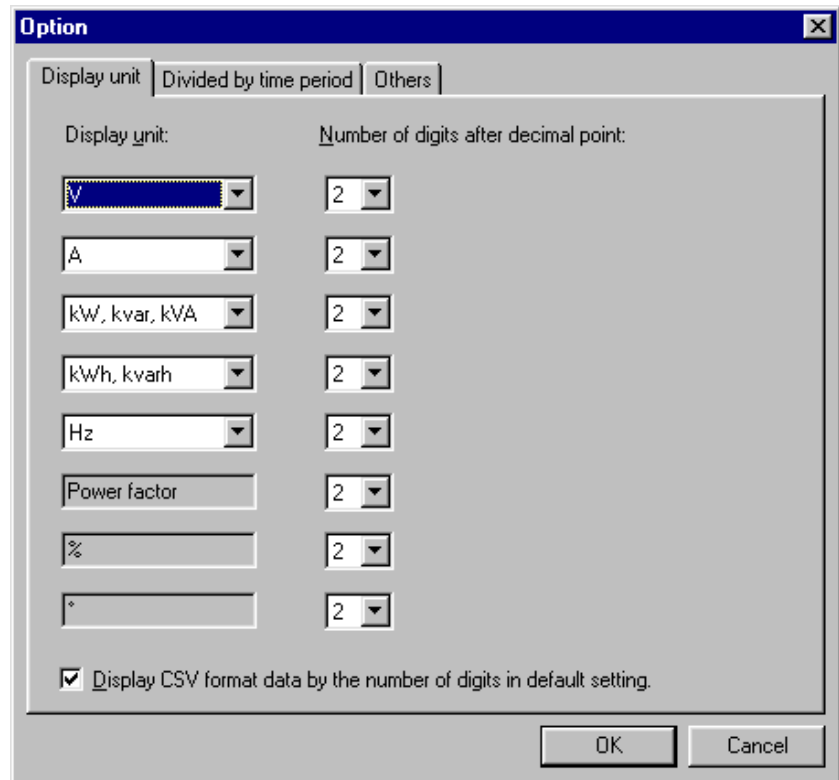 Option
Display unit Divided by time period Others
Display unit: Number of digits after decimal point:
V 2
A 2
kW, kvar, kVA 2
kWh, kvarh 2
Hz 2
Power factor 2
% 2
° 2
Display CSV format data by the number of digits in default setting.
OK Cancel